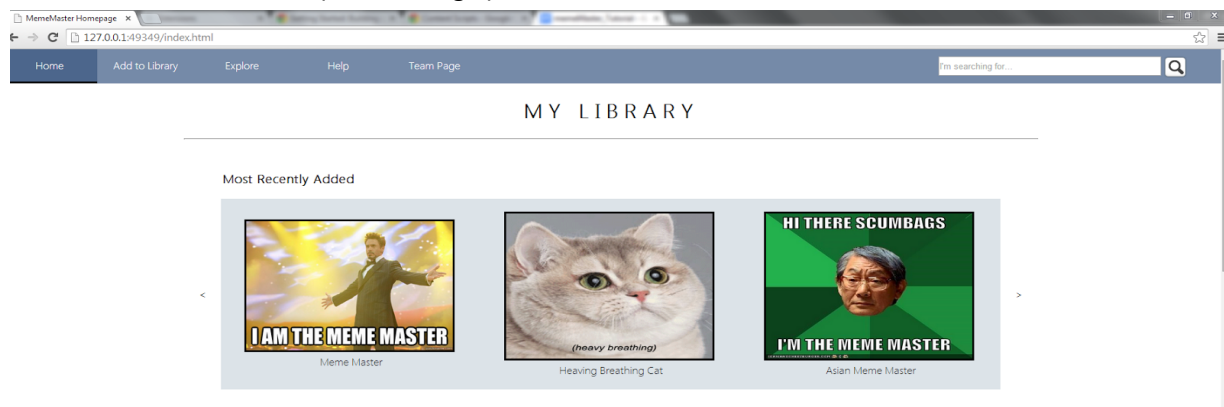 MemeMaster Homepage
127.0.0.1:49349/index.html
Home Add to Library Explore Help Team Page I'm searching for...
MY LIBRARY
Most Recently Added
I AM THE MEME MASTER
Meme Master
(heavy breathing)
Heaving Breathing Cat
HI THERE SCUMBAGS
I'M THE MEME MASTER
Asian Meme Master
< >